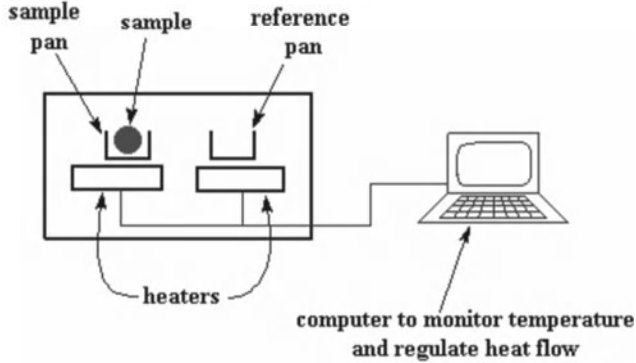 sample
pan
sample
reference
pan
heaters
computer to monitor temperature
and regulate heat flow